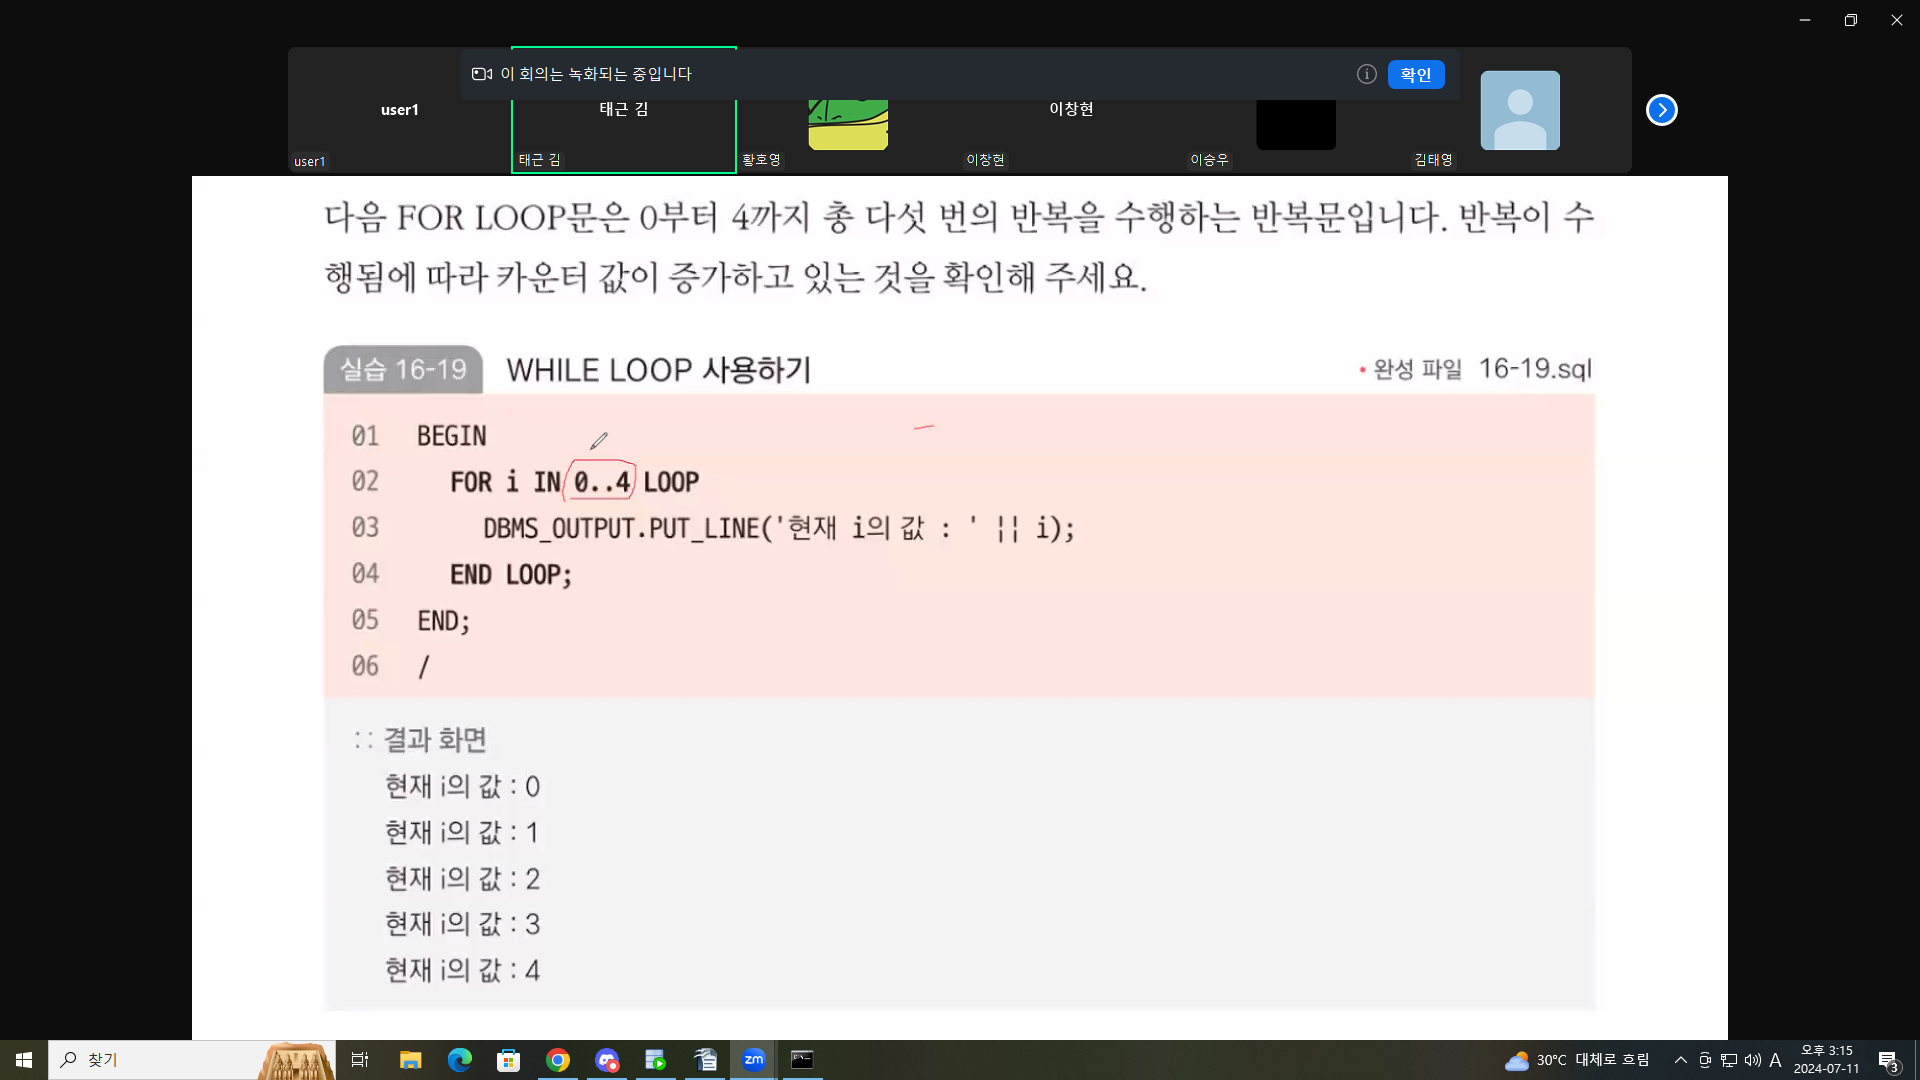 이 회의는 녹화되는 중입니다
확인
user1
태근 김
이창현
user1
태근 김
황호영
이창현
이승우
김태영
다음 FOR LOOP문은 0부터 4까지 총 다섯 번의 반복을 수행하는 반복문입니다. 반복이 수
행됨에 따라 카운터 값이 증가하고 있는 것을 확인해 주세요.
실습 16-19 WHILE LOOP 사용하기 • 완성 파일 16-19.sql
01 BEGIN
02 FOR i IN 0..4 LOOP
03 DBMS_OUTPUT.PUT_LINE('현재 i의 값 : ' || i);
04 END LOOP;
05 END;
06 /
:: 결과 화면
현재 i의 값 : 0
현재 i의 값 : 1
현재 i의 값 : 2
현재 i의 값 : 3
현재 i의 값 : 4
찾기
zm
30°C 대체로 흐림
A
오후 3:15
2024-07-11
3